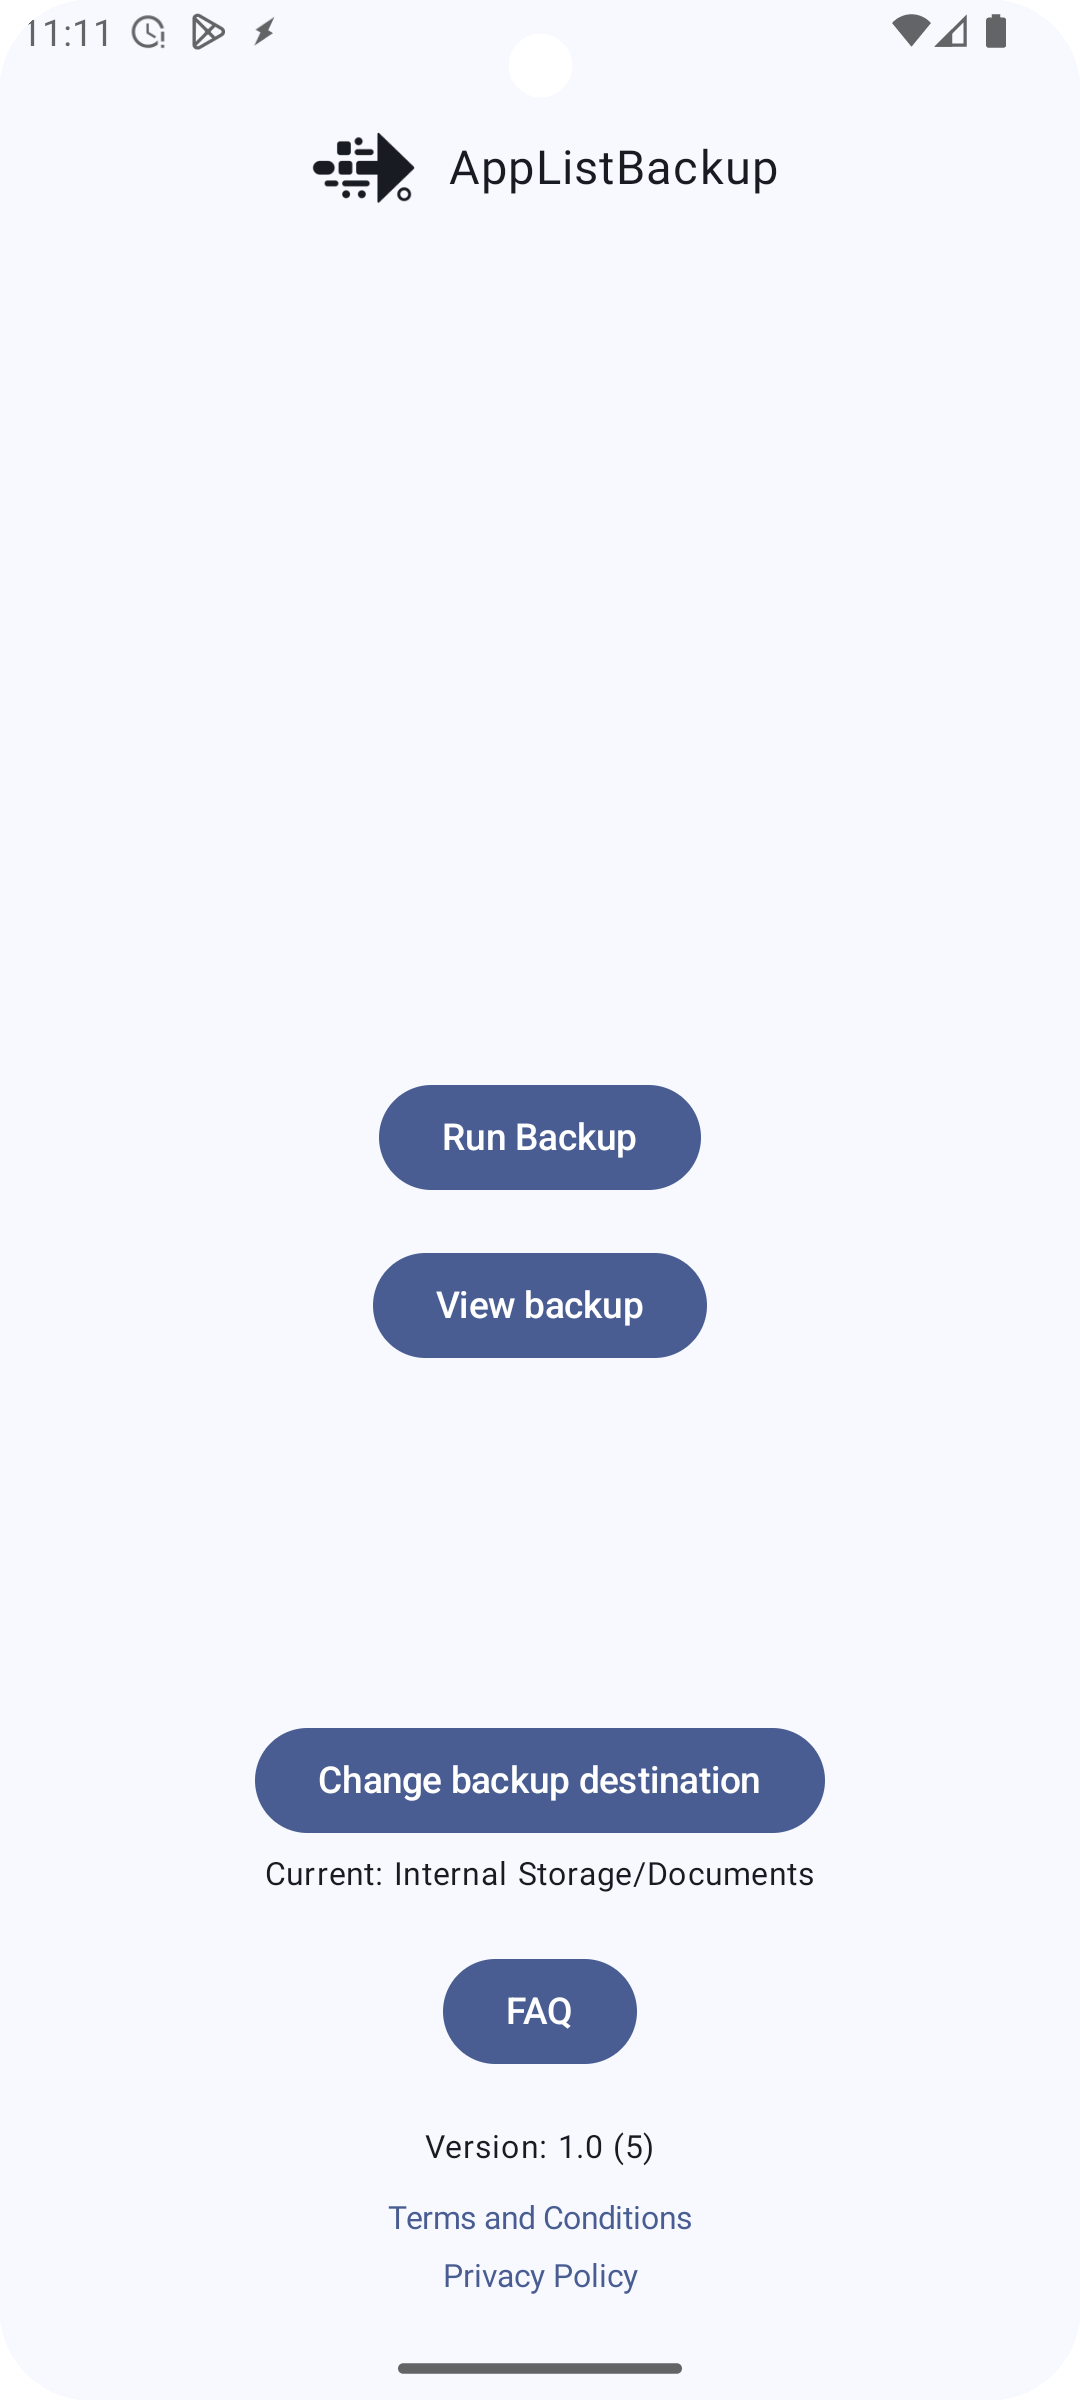 11:11
AppListBackup
Run Backup
View backup
Change backup destination
Current: Internal Storage/Documents
FAQ
Version: 1.0 (5)
Terms and Conditions
Privacy Policy